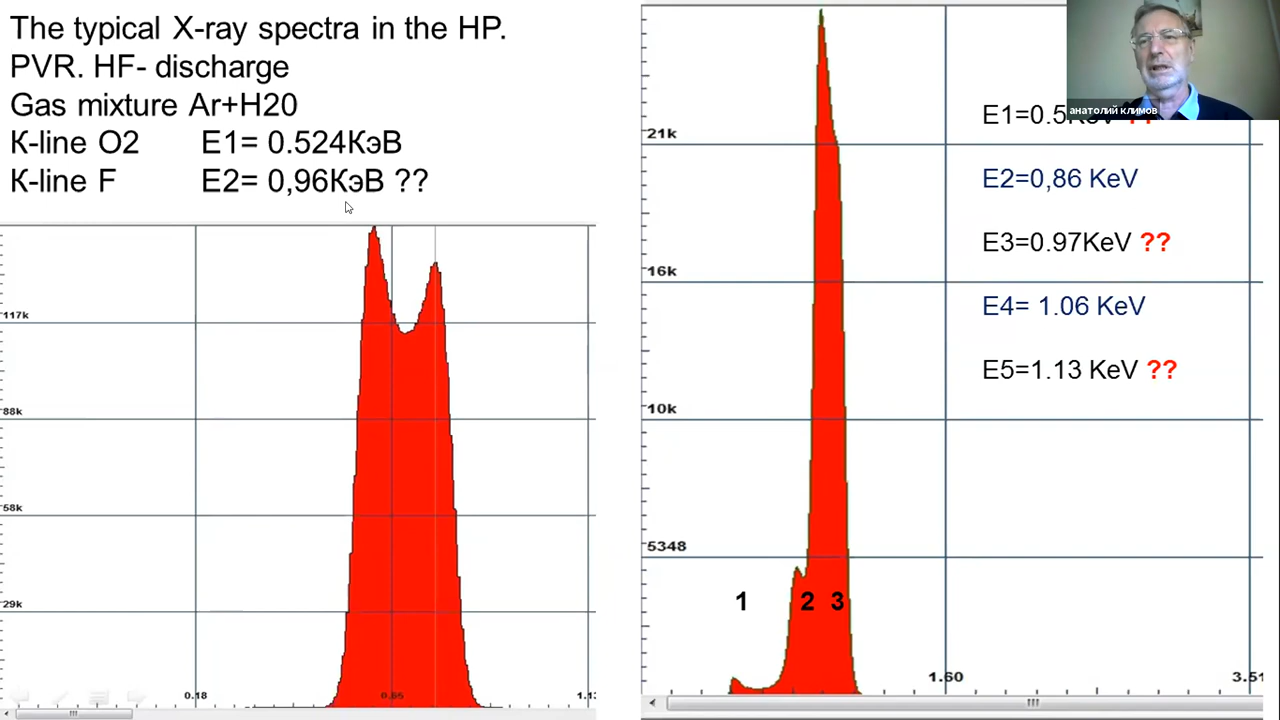 The typical X-ray spectra in the HP.
PVR. HF- discharge
Gas mixture Ar+H20
К-line O2 E1= 0.524КэВ
К-line F E2= 0,96КэВ ??
117k
88k
58k
29k
0.18
1.1
21k
16k
10k
5348
1 2 3
1.60
3.51
анатолий климов
E2=0,86 KeV
E3=0.97KeV ??
E4= 1.06 KeV
E5=1.13 KeV ??